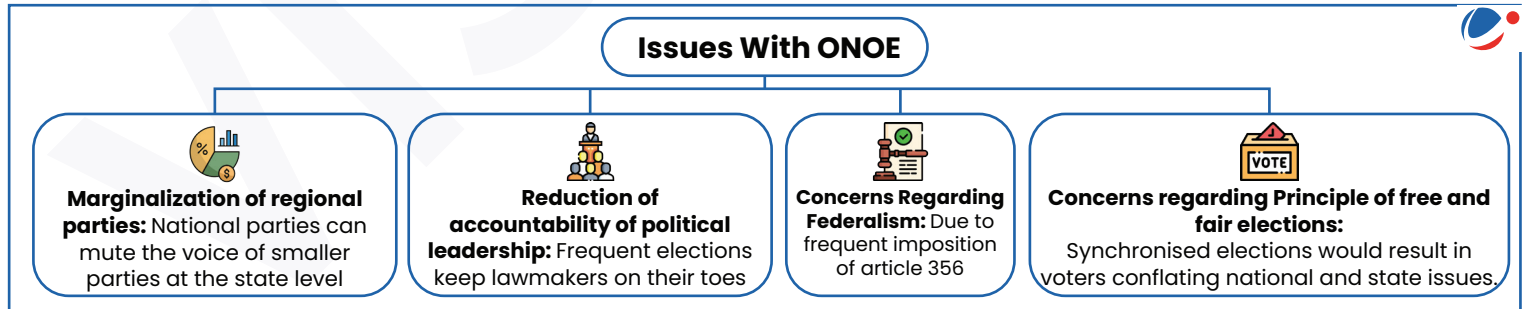 Issues With ONOE
Marginalization of regional
parties: National parties can
mute the voice of smaller
parties at the state level
Reduction of
accountability of political
leadership: Frequent elections
keep lawmakers on their toes
Concerns Regarding
Federalism: Due to
frequent imposition
of article 356
VOTE
Concerns regarding Principle of free and
fair elections:
Synchronised elections would result in
voters conflating national and state issues.